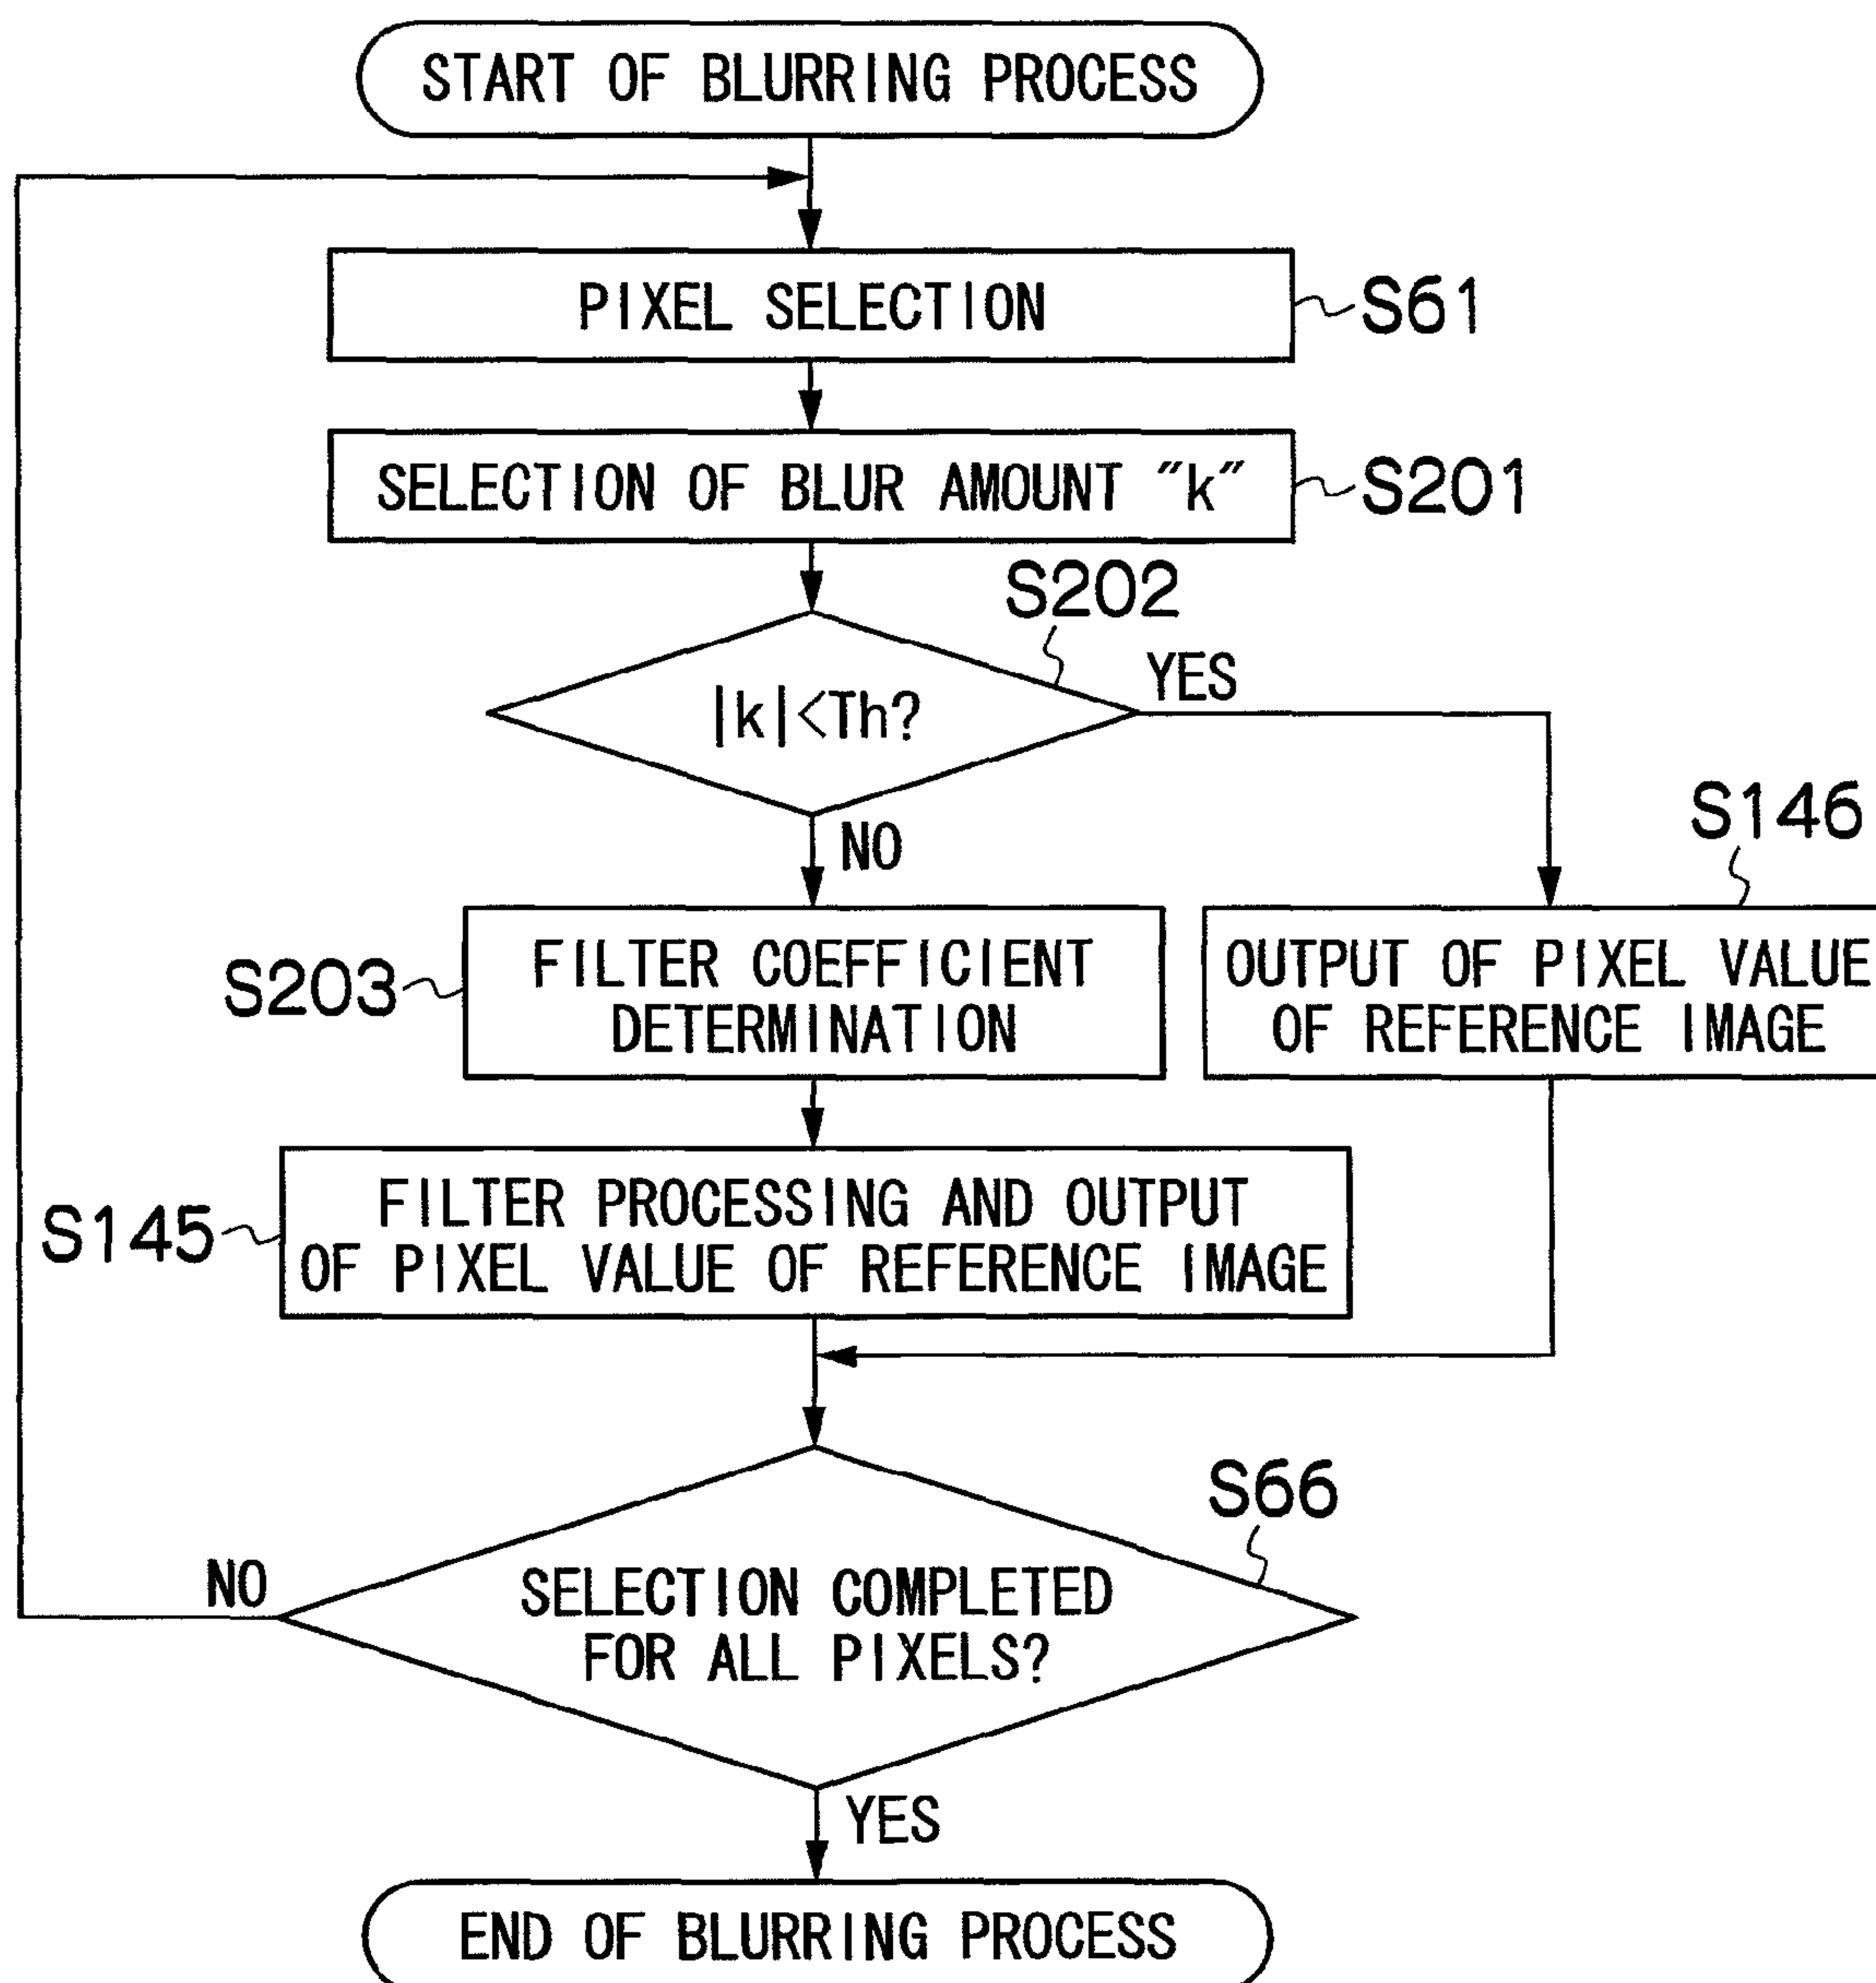 START OF BLURRING PROCESS
PIXEL SELECTION
S61
SELECTION OF BLUR AMOUNT "k"
S201
S202
|k|<Th?
YES
NO
S146
S203
FILTER COEFFICIENT
DETERMINATION
OUTPUT OF PIXEL VALUE
OF REFERENCE IMAGE
S145
FILTER PROCESSING AND OUTPUT
OF PIXEL VALUE OF REFERENCE IMAGE
S66
NO
SELECTION COMPLETED
FOR ALL PIXELS?
YES
END OF BLURRING PROCESS